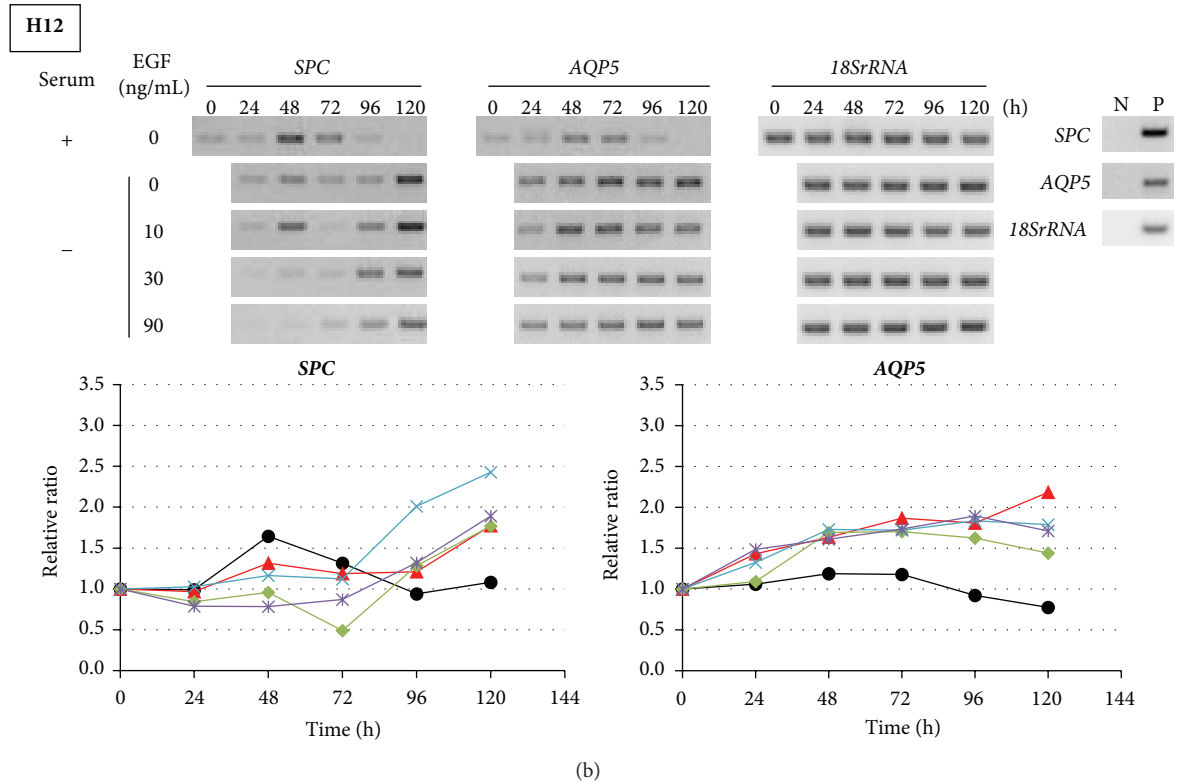 H12
Serum
EGF
(ng/mL)
SPC
AQP5
18SrRNA
0 24 48 72 96 120
0 24 48 72 96 120
0 24 48 72 96 120 (h)
N P
+
0
SPC
0
AQP5
10
18SrRNA
−
30
90
SPC
3.5
3.0
2.5
2.0
1.5
1.0
0.5
0.0
Relative ratio
0 24 48 72 96 120 144
Time (h)
AQP5
3.5
3.0
2.5
2.0
1.5
1.0
0.5
0.0
Relative ratio
0 24 48 72 96 120 144
Time (h)
(b)